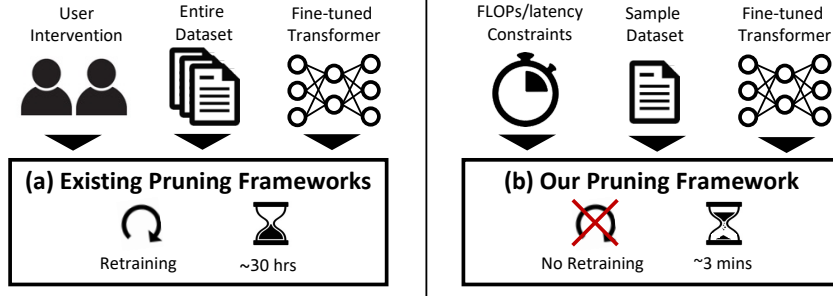 User
Intervention
Entire
Dataset
Fine-tuned
Transformer
(a) Existing Pruning Frameworks
Retraining
~30 hrs
FLOPs/latency
Constraints
Sample
Dataset
Fine-tuned
Transformer
(b) Our Pruning Framework
No Retraining
~3 mins